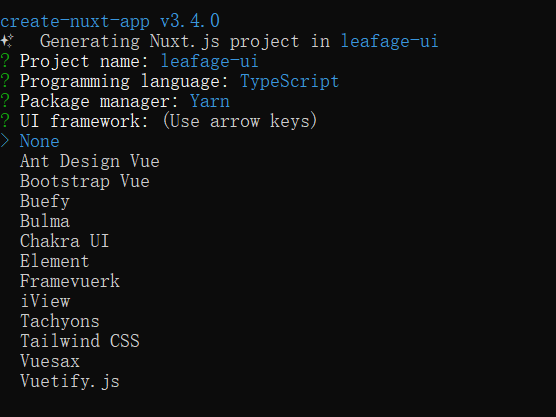 create-nuxt-app v3.4.0
✨ Generating Nuxt.js project in leafage-ui
? Project name: leafage-ui
? Programming language: TypeScript
? Package manager: Yarn
? UI framework: (Use arrow keys)
> None
Ant Design Vue
Bootstrap Vue
Buefy
Bulma
Chakra UI
Element
Framevuerk
iView
Tachyons
Tailwind CSS
Vuesax
Vuetify.js